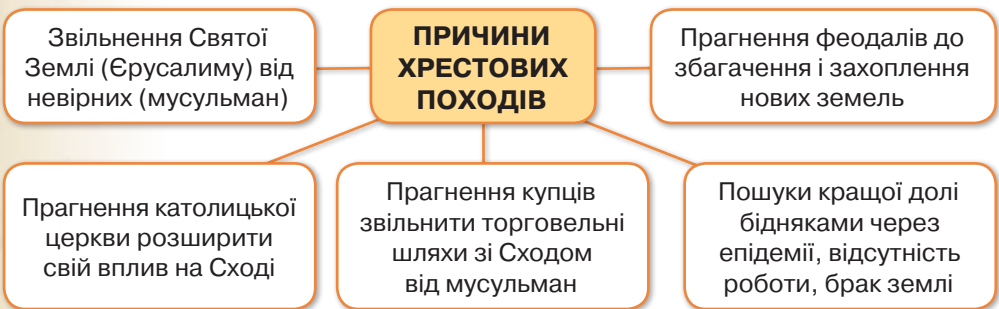 Звільнення Святої
Землі (Єрусалиму) від
невірних (мусульман)
ПРИЧИНИ
ХРЕСТОВИХ
ПОХОДІВ
Прагнення феодалів до
збагачення і захоплення
нових земель
Прагнення католицької
церкви розширити
свій вплив на Сході
Прагнення купців
звільнити торговельні
шляхи зі Сходом
від мусульман
Пошуки кращої долі
бідняками через
епідемії, відсутність
роботи, брак землі